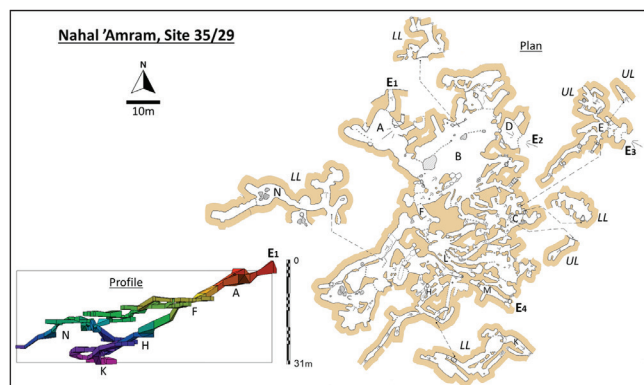 Nahal 'Amram, Site 35/29
N
10m
Plan
LL
E1
A
B
D
E2
UL
UL
E
E3
LL
N
F
C
LL
UL
L
H
M
E4
LL
K
Profile
E1
A
F
N
H
K
0
31m